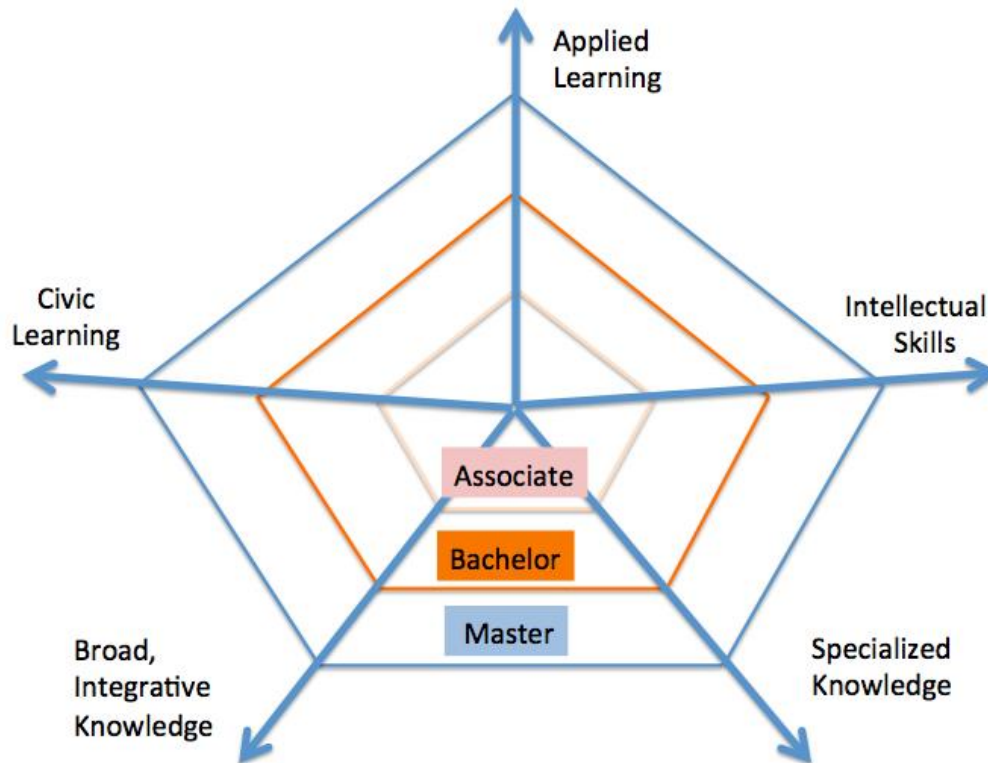 Applied
Learning
Civic
Learning
Intellectual
Skills
Associate
Bachelor
Master
Broad,
Integrative
Knowledge
Specialized
Knowledge